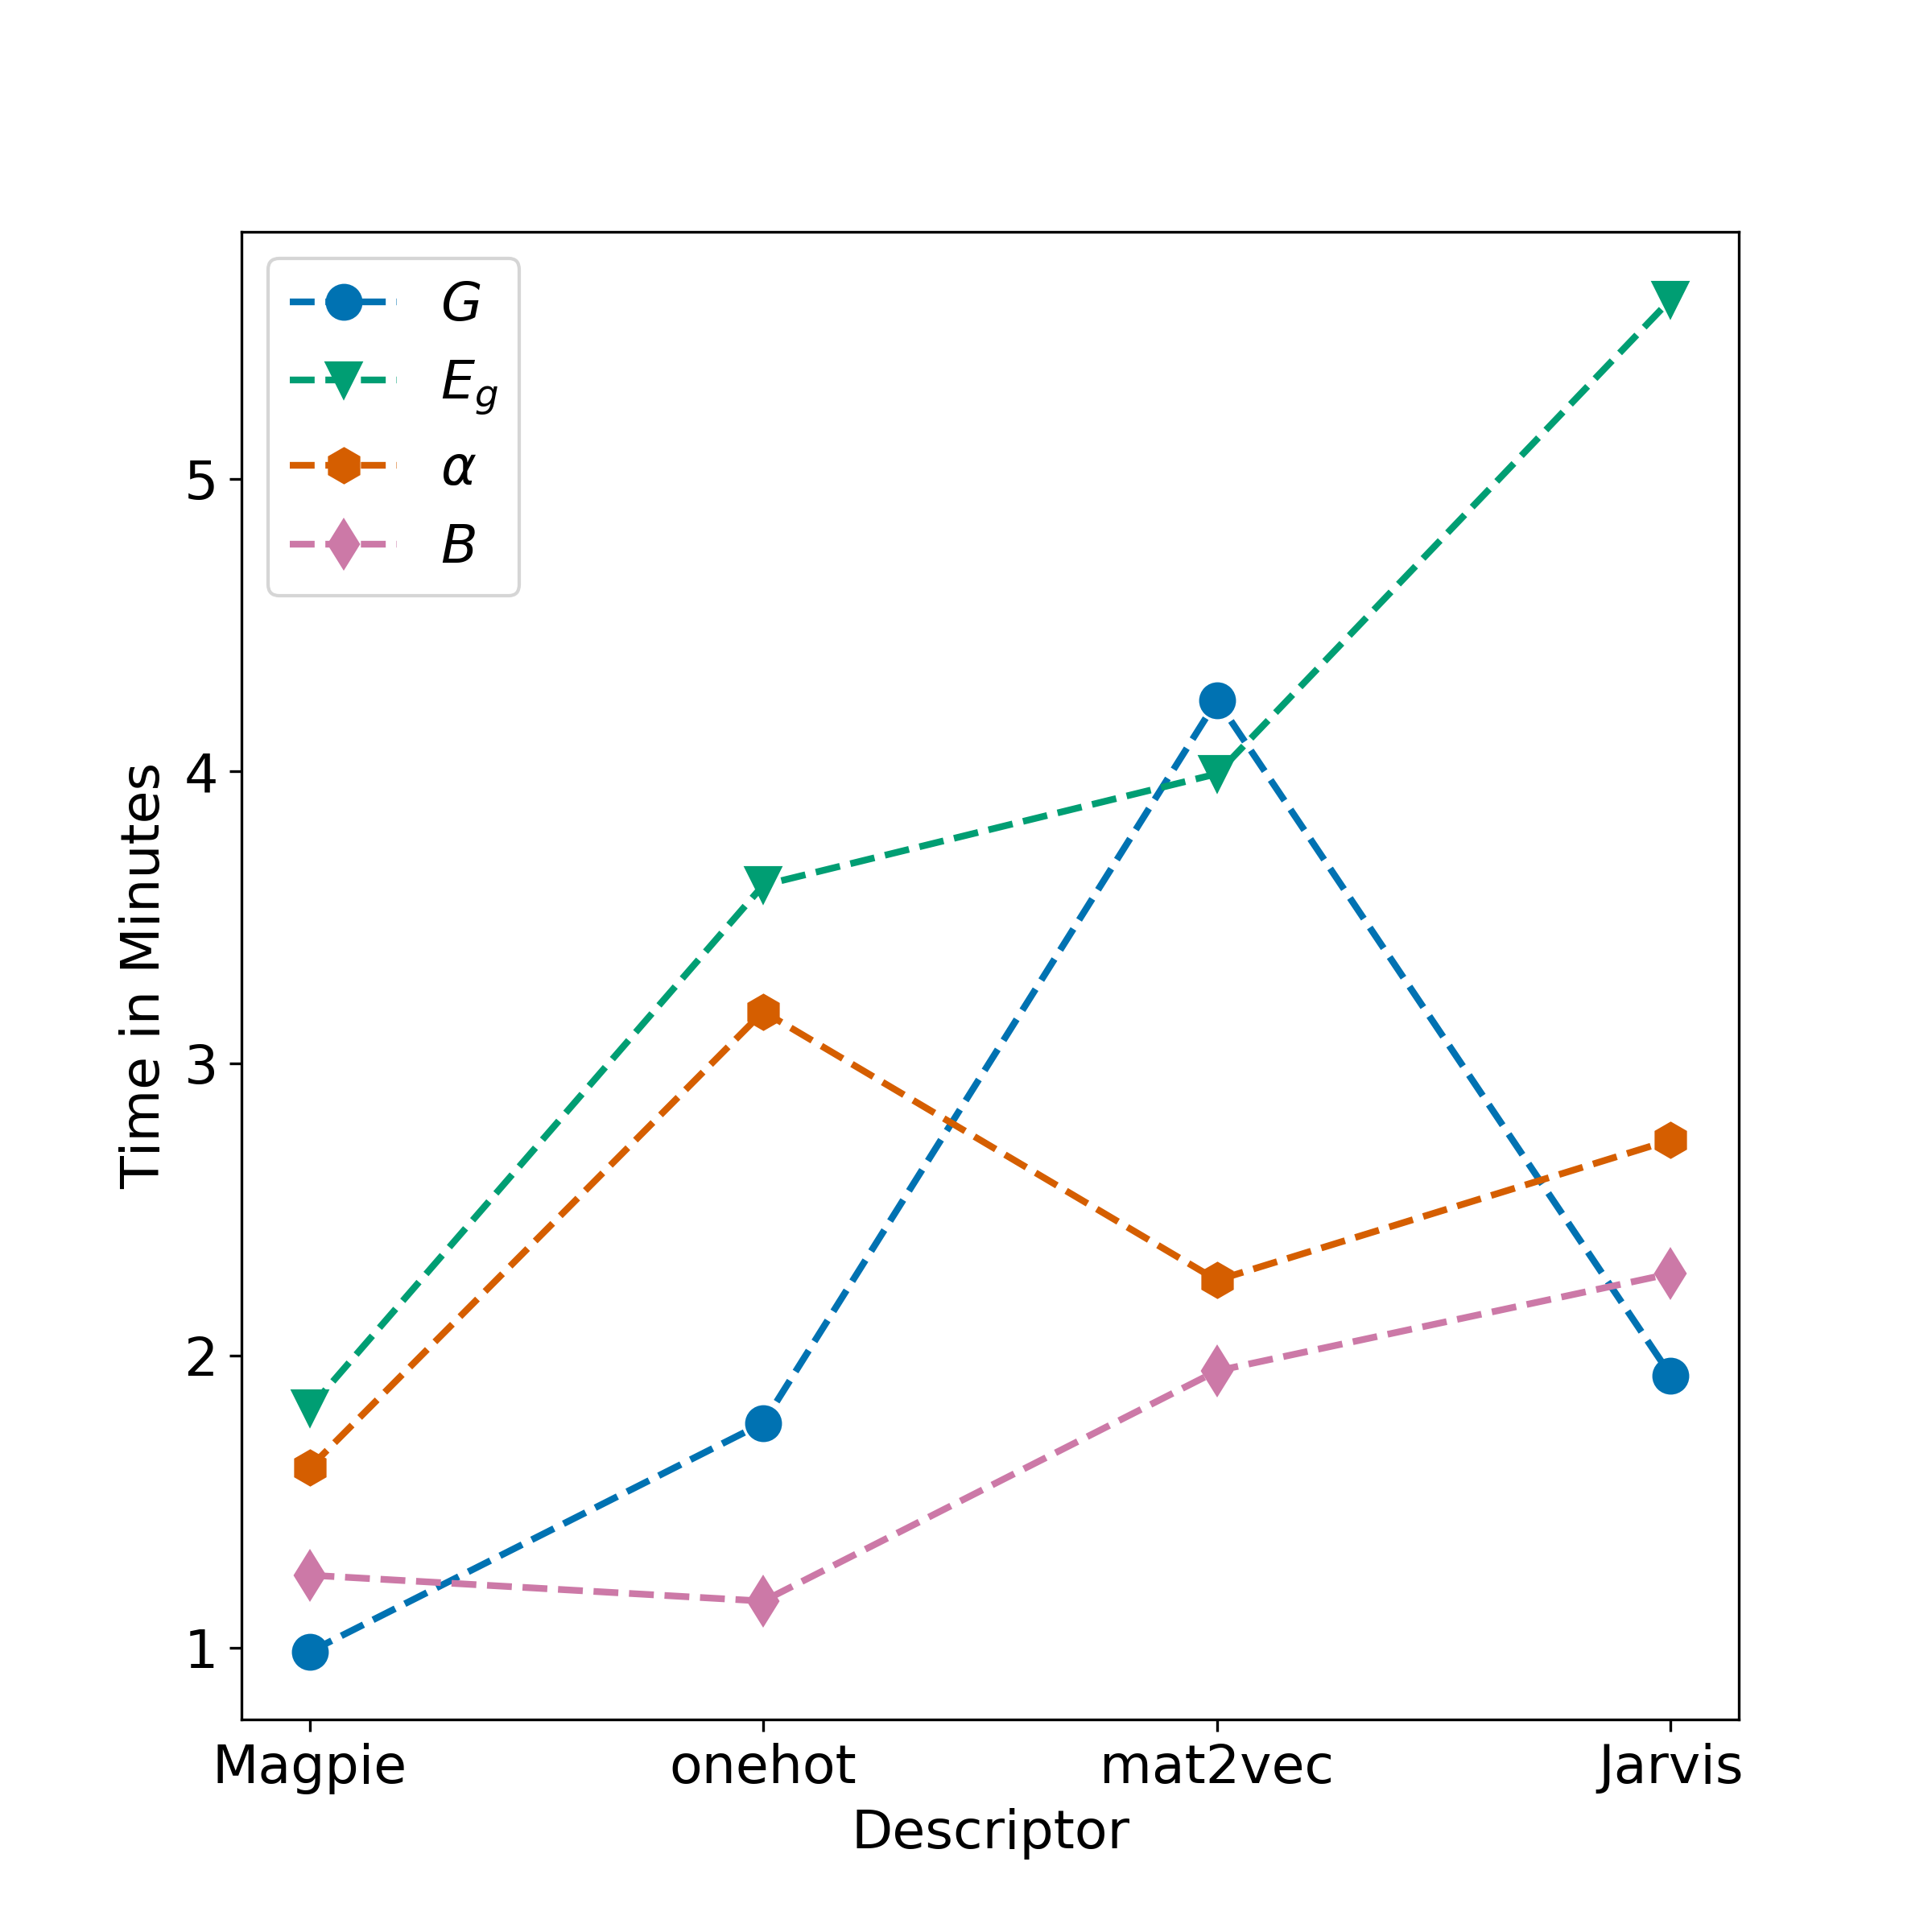 G
E_g
α
B
5
4
3
2
1
Time in Minutes
Magpie onehot mat2vec Jarvis
Descriptor